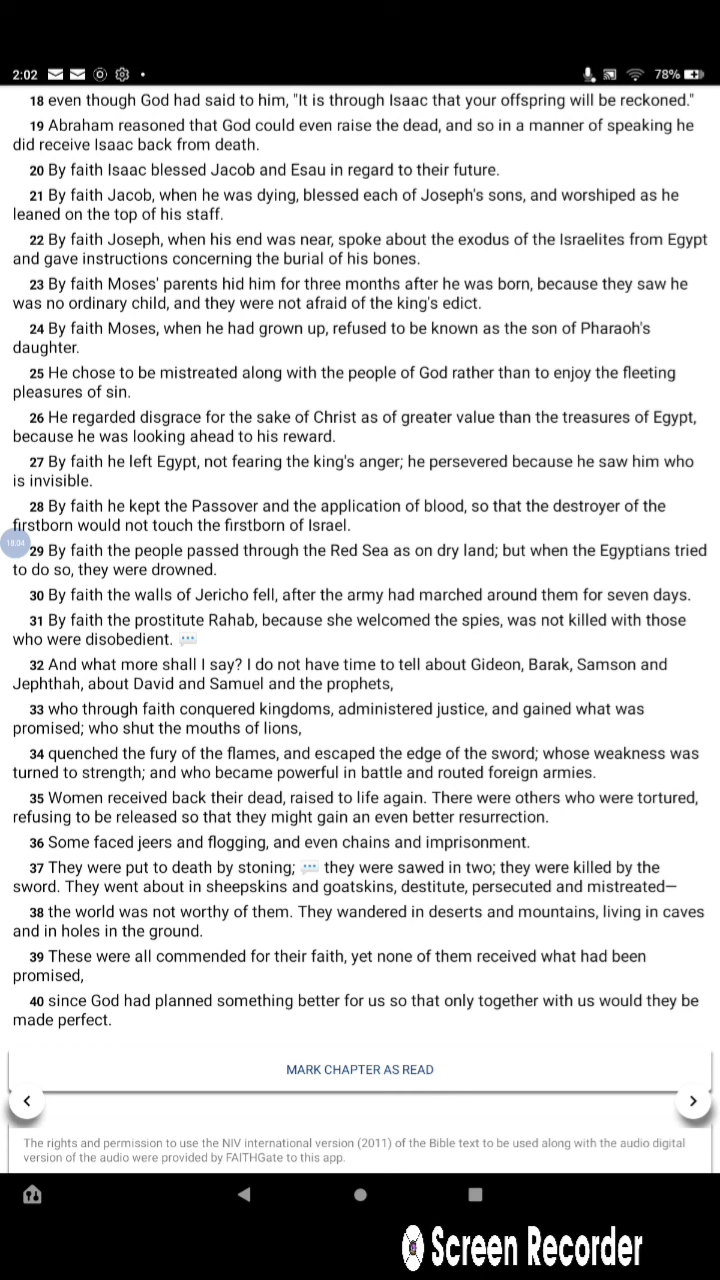 2:02
78%
18 even though God had said to him, "It is through Isaac that your offspring will be reckoned."
19 Abraham reasoned that God could even raise the dead, and so in a manner of speaking he
did receive Isaac back from death.
20 By faith Isaac blessed Jacob and Esau in regard to their future.
21 By faith Jacob, when he was dying, blessed each of Joseph's sons, and worshiped as he
leaned on the top of his staff.
22 By faith Joseph, when his end was near, spoke about the exodus of the Israelites from Egypt
and gave instructions concerning the burial of his bones.
23 By faith Moses' parents hid him for three months after he was born, because they saw he
was no ordinary child, and they were not afraid of the king's edict.
24 By faith Moses, when he had grown up, refused to be known as the son of Pharaoh's
daughter.
25 He chose to be mistreated along with the people of God rather than to enjoy the fleeting
pleasures of sin.
26 He regarded disgrace for the sake of Christ as of greater value than the treasures of Egypt,
because he was looking ahead to his reward.
27 By faith he left Egypt, not fearing the king's anger; he persevered because he saw him who
is invisible.
28 By faith he kept the Passover and the application of blood, so that the destroyer of the
firstborn would not touch the firstborn of Israel.
18:04
29 By faith the people passed through the Red Sea as on dry land; but when the Egyptians tried
to do so, they were drowned.
30 By faith the walls of Jericho fell, after the army had marched around them for seven days.
31 By faith the prostitute Rahab, because she welcomed the spies, was not killed with those
who were disobedient.
32 And what more shall I say? I do not have time to tell about Gideon, Barak, Samson and
Jephthah, about David and Samuel and the prophets,
33 who through faith conquered kingdoms, administered justice, and gained what was
promised; who shut the mouths of lions,
34 quenched the fury of the flames, and escaped the edge of the sword; whose weakness was
turned to strength; and who became powerful in battle and routed foreign armies.
35 Women received back their dead, raised to life again. There were others who were tortured,
refusing to be released so that they might gain an even better resurrection.
36 Some faced jeers and flogging, and even chains and imprisonment.
37 They were put to death by stoning; they were sawed in two; they were killed by the
sword. They went about in sheepskins and goatskins, destitute, persecuted and mistreated—
38 the world was not worthy of them. They wandered in deserts and mountains, living in caves
and in holes in the ground.
39 These were all commended for their faith, yet none of them received what had been
promised,
40 since God had planned something better for us so that only together with us would they be
made perfect.
MARK CHAPTER AS READ
The rights and permission to use the NIV international version (2011) of the Bible text to be used along with the audio digital
version of the audio were provided by FAITHGate to this app.
Screen Recorder